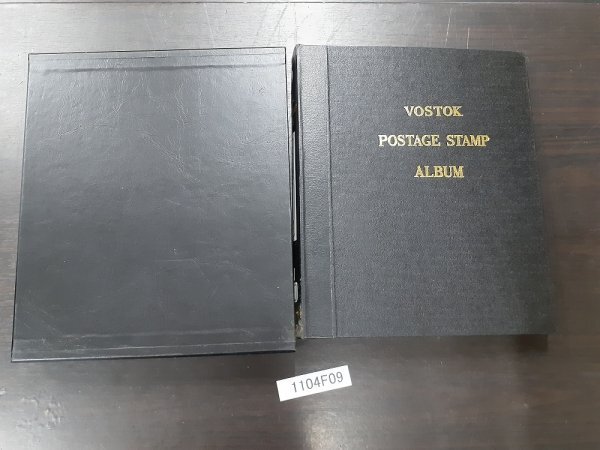 VOSTOK
POSTAGE STAMP
ALBUM
1104F09